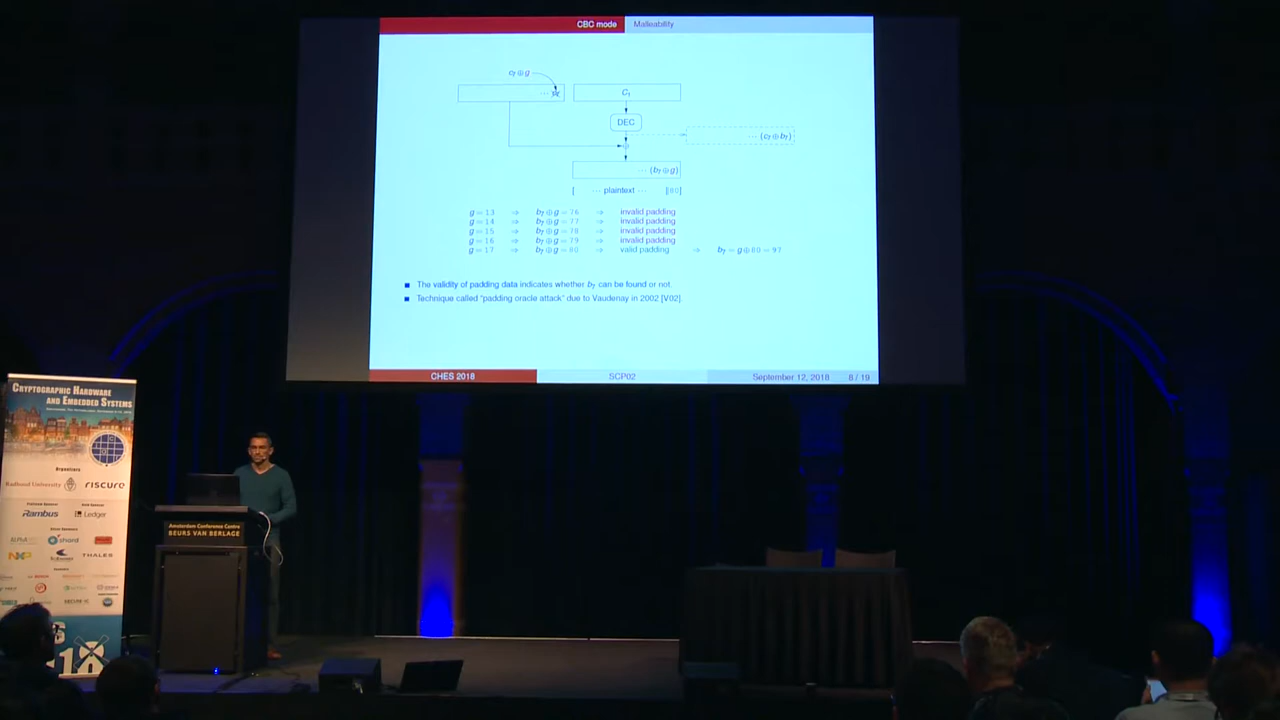 CBC mode Malleability
c₇ ⊕ g
Cₜ
DEC
··· (c₇ ⊕ b₇)
··· (b₇ ⊕ g)
[ ··· plaintext ··· ][80]
g = 13 ⇒ b₇ ⊕ g = 76 ⇒ invalid padding
g = 14 ⇒ b₇ ⊕ g = 77 ⇒ invalid padding
g = 15 ⇒ b₇ ⊕ g = 78 ⇒ invalid padding
g = 16 ⇒ b₇ ⊕ g = 79 ⇒ invalid padding
g = 17 ⇒ b₇ ⊕ g = 80 ⇒ valid padding ⇒ b₇ = g ⊕ 80 = 97
The validity of padding data indicates whether b₇ can be found or not.
Technique called "padding oracle attack" due to Vaudenay in 2002 [V02].
CHES 2018 SCP02 September 12, 2018 8 / 19
Cryptographic Hardware
and Embedded Systems
Organizers
Radboud University riscure
Rambus Ledger
shard
NXP THALES
Amsterdam Conference Centre
BEURS VAN BERLAGE